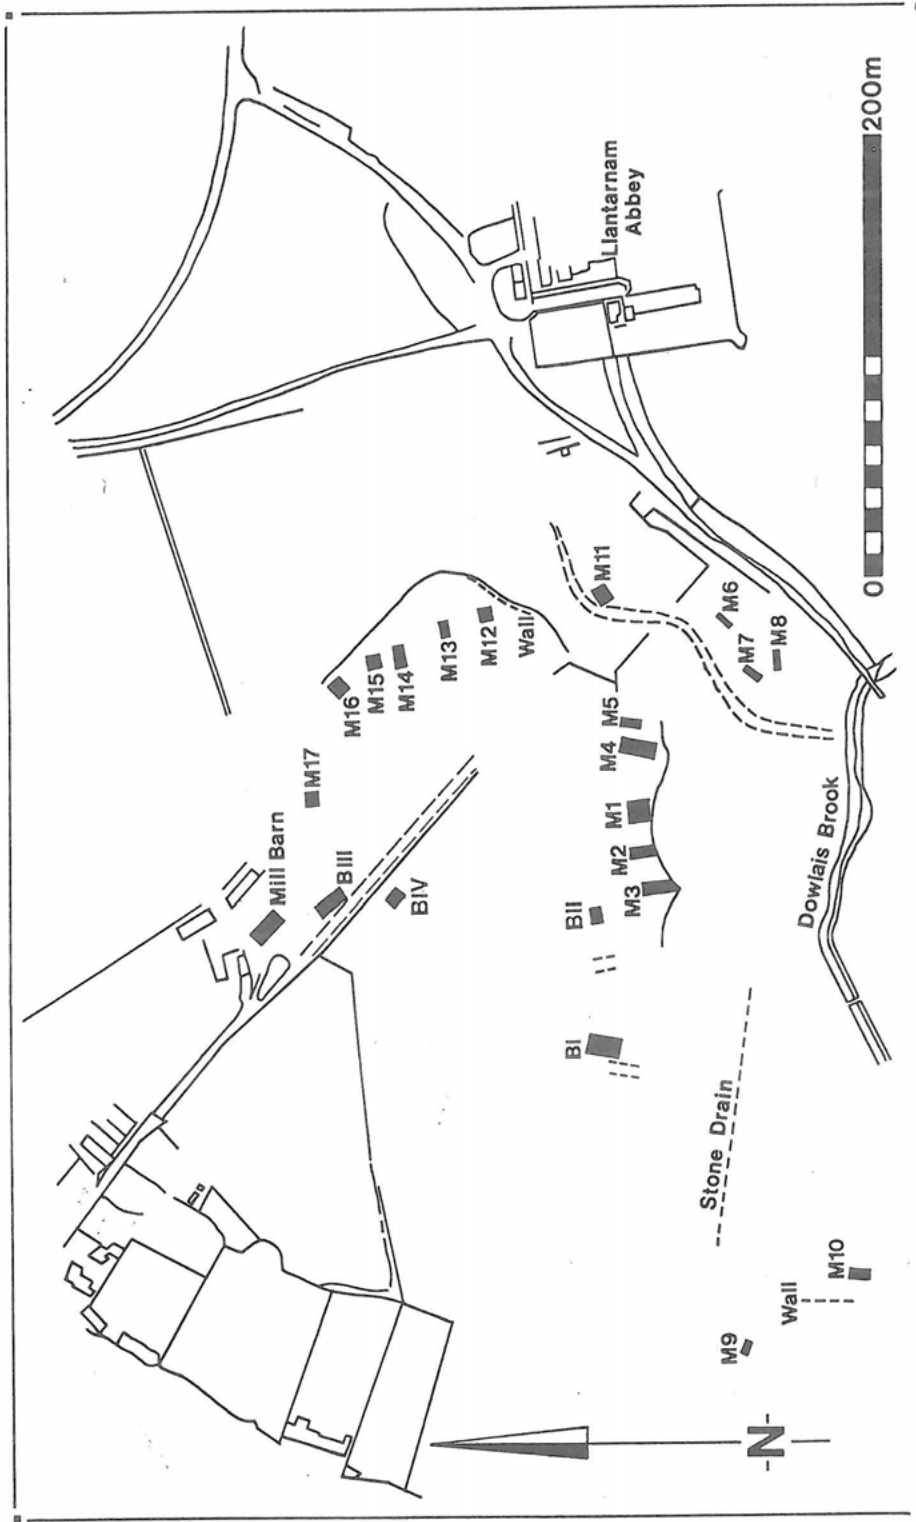 Mill Barn
M17
M16
M15
M14
M13
M12
Wall
BIII
BIV
Llantarnam
Abbey
M11
M6
M7
M8
M5
M4
M1
M2
M3
BII
BI
Dowlais Brook
Stone Drain
Wall
M10
M9
N
0
200m